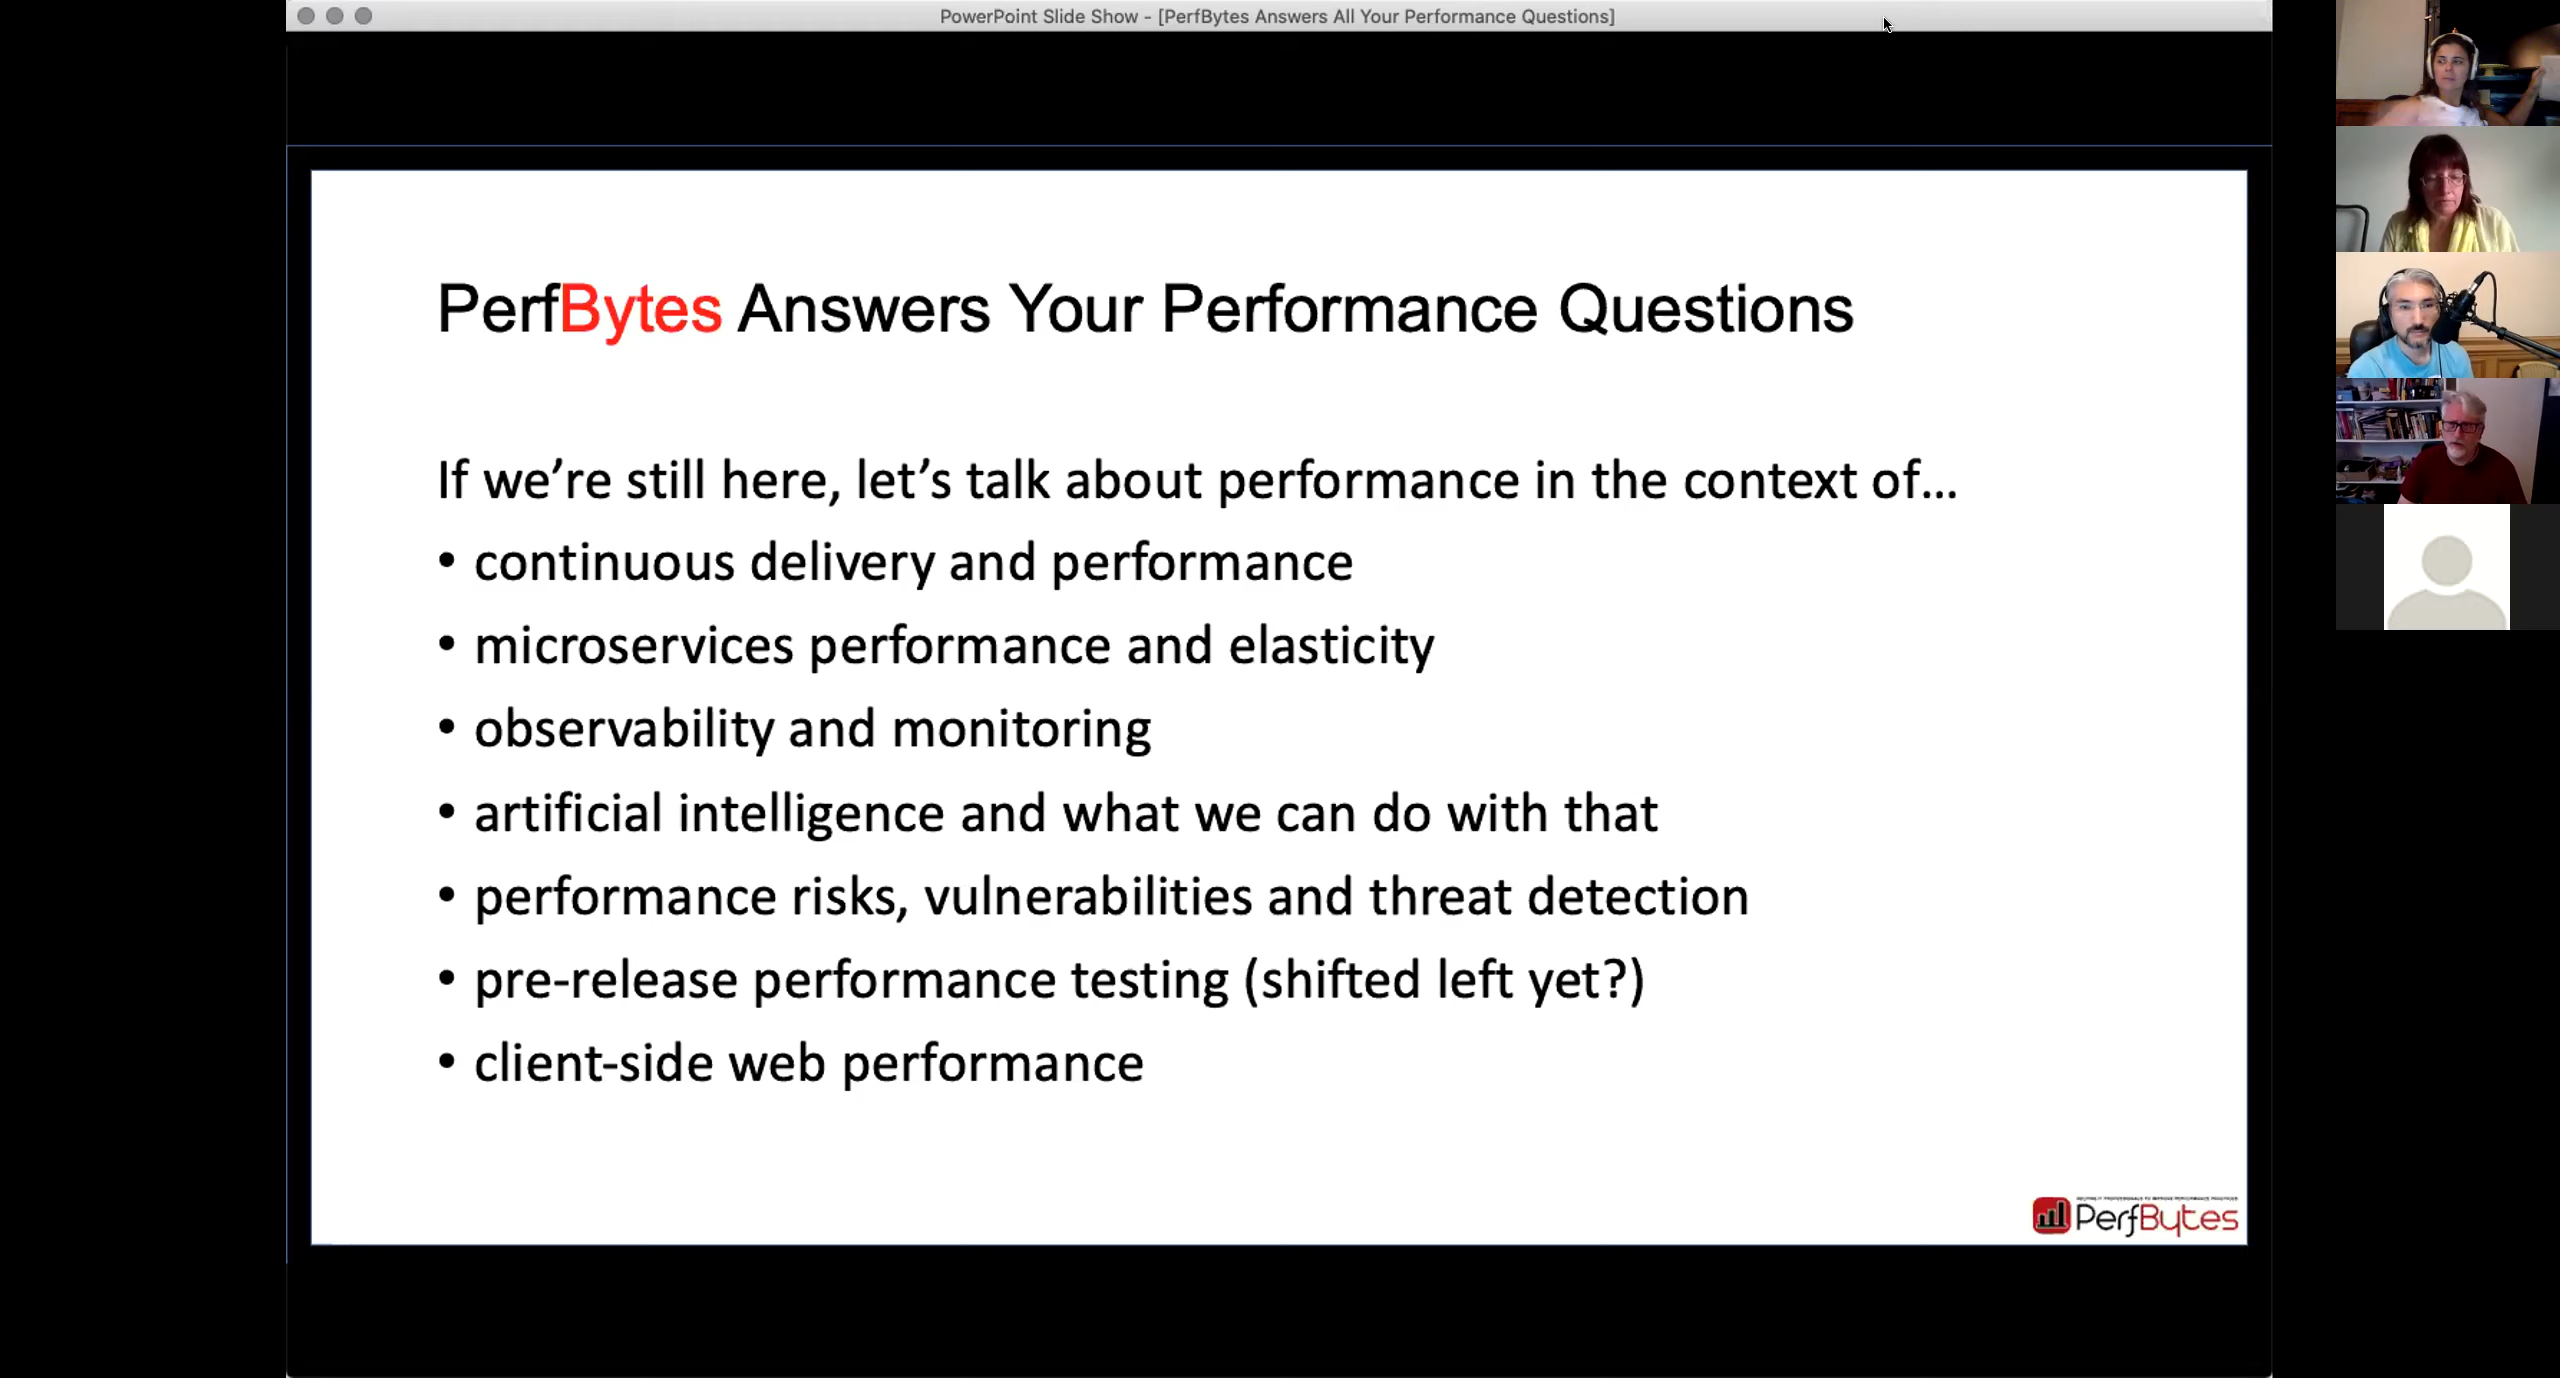 PowerPoint Slide Show - [PerfBytes Answers All Your Performance Questions]
PerfBytes Answers Your Performance Questions
If we’re still here, let’s talk about performance in the context of…
• continuous delivery and performance
• microservices performance and elasticity
• observability and monitoring
• artificial intelligence and what we can do with that
• performance risks, vulnerabilities and threat detection
• pre-release performance testing (shifted left yet?)
• client-side web performance
PerfBytes